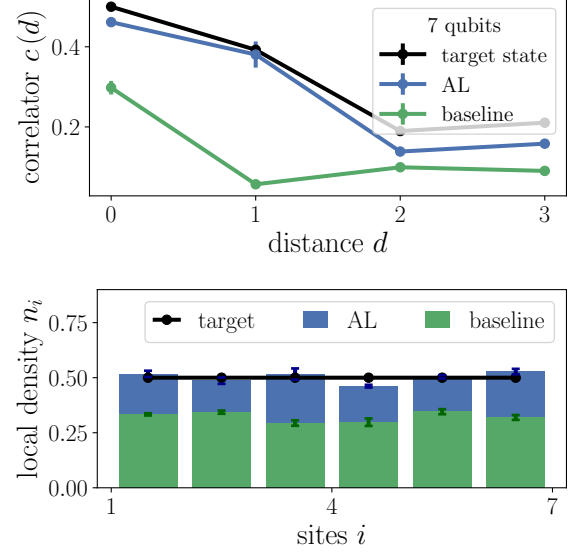 0.4
0.2
correlator c (d)
7 qubits
target state
AL
baseline
0 1 2 3
distance d
0.75
0.50
0.25
0.00
local density n_i
target AL baseline
1 4 7
sites i